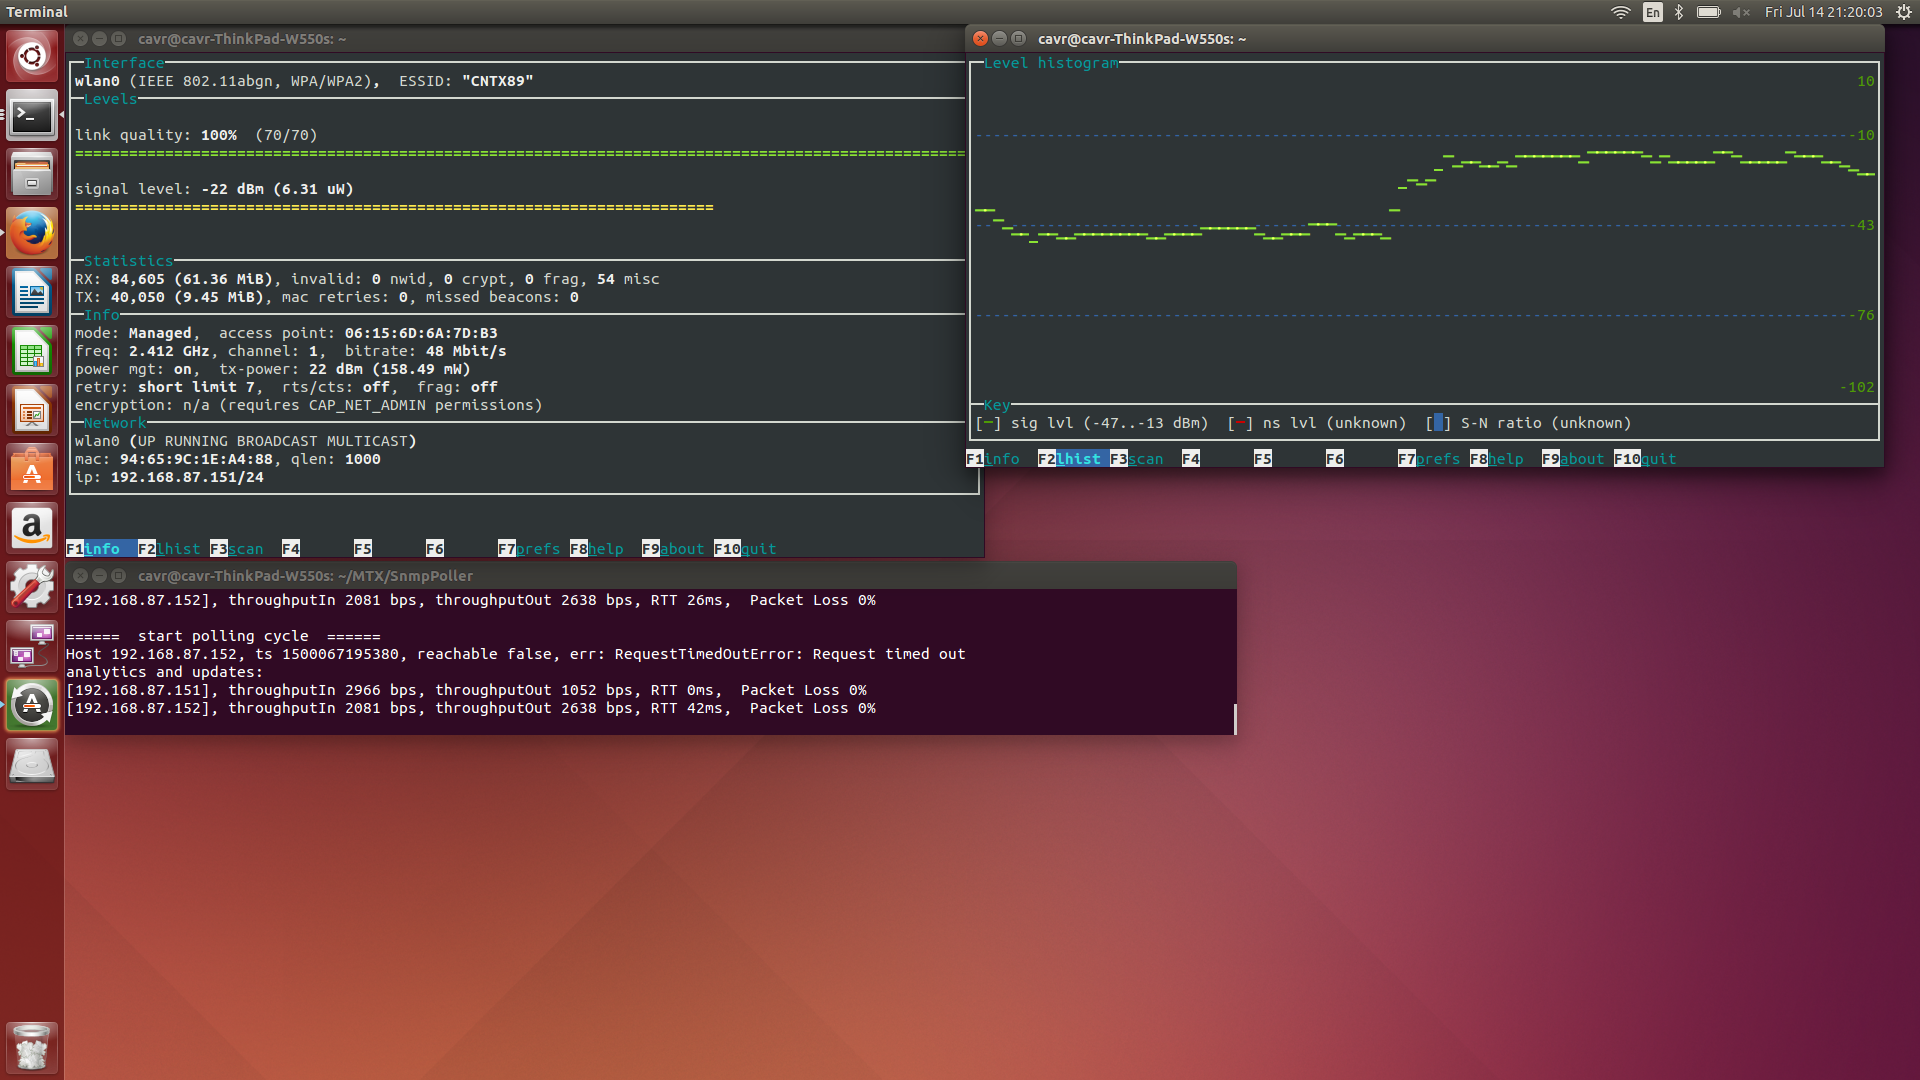 Terminal
En
Fri Jul 14 21:20:03
cavr@cavr-ThinkPad-W550s: ~
Interface
wlan0 (IEEE 802.11abgn, WPA/WPA2),  ESSID: "CNTX89"
Levels
link quality: 100%  (70/70)
signal level: -22 dBm (6.31 uW)
Statistics
RX: 84,605 (61.36 MiB), invalid: 0 nwid, 0 crypt, 0 frag, 54 misc
TX: 40,050 (9.45 MiB), mac retries: 0, missed beacons: 0
Info
mode: Managed,  access point: 06:15:6D:6A:7D:B3
freq: 2.412 GHz, channel: 1,  bitrate: 48 Mbit/s
power mgt: on,  tx-power: 22 dBm (158.49 mW)
retry: short limit 7,  rts/cts: off,  frag: off
encryption: n/a (requires CAP_NET_ADMIN permissions)
Network
wlan0 (UP RUNNING BROADCAST MULTICAST)
mac: 94:65:9C:1E:A4:88, qlen: 1000
ip: 192.168.87.151/24
F1info  F2lhist F3scan  F4      F5      F6      F7prefs F8help  F9about F10quit
cavr@cavr-ThinkPad-W550s: ~
Level histogram
10
-10
-43
-76
-102
Key
[-] sig lvl (-47..-13 dBm)  [-] ns lvl (unknown)  [ ] S-N ratio (unknown)
F1info  F2lhist F3scan  F4      F5      F6      F7prefs F8help  F9about F10quit
cavr@cavr-ThinkPad-W550s: ~/MTX/SnmpPoller
[192.168.87.152], throughputIn 2081 bps, throughputOut 2638 bps, RTT 26ms,  Packet Loss 0%
======  start polling cycle  ======
Host 192.168.87.152, ts 1500067195380, reachable false, err: RequestTimedOutError: Request timed out
analytics and updates:
[192.168.87.151], throughputIn 2966 bps, throughputOut 1052 bps, RTT 0ms,  Packet Loss 0%
[192.168.87.152], throughputIn 2081 bps, throughputOut 2638 bps, RTT 42ms,  Packet Loss 0%